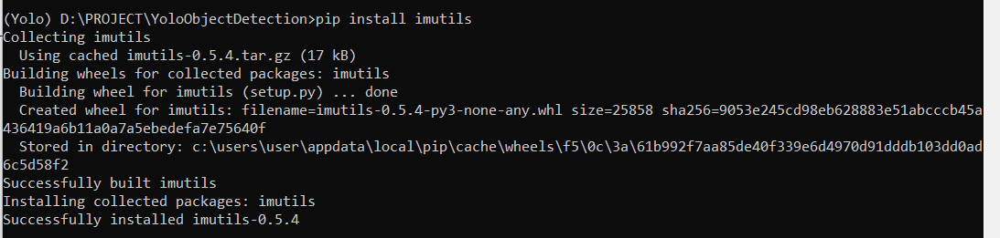 (Yolo) D:\PROJECT\YoloObjectDetection>pip install imutils
Collecting imutils
  Using cached imutils-0.5.4.tar.gz (17 kB)
Building wheels for collected packages: imutils
  Building wheel for imutils (setup.py) ... done
  Created wheel for imutils: filename=imutils-0.5.4-py3-none-any.whl size=25858 sha256=9053e245cd98eb628883e51abcccb45a
436419a6b11a0a7a5ebedefa7e75640f
  Stored in directory: c:\users\user\appdata\local\pip\cache\wheels\f5\0c\3a\61b992f7aa85de40f339e6d4970d91dddb103dd0ad
6c5d58f2
Successfully built imutils
Installing collected packages: imutils
Successfully installed imutils-0.5.4